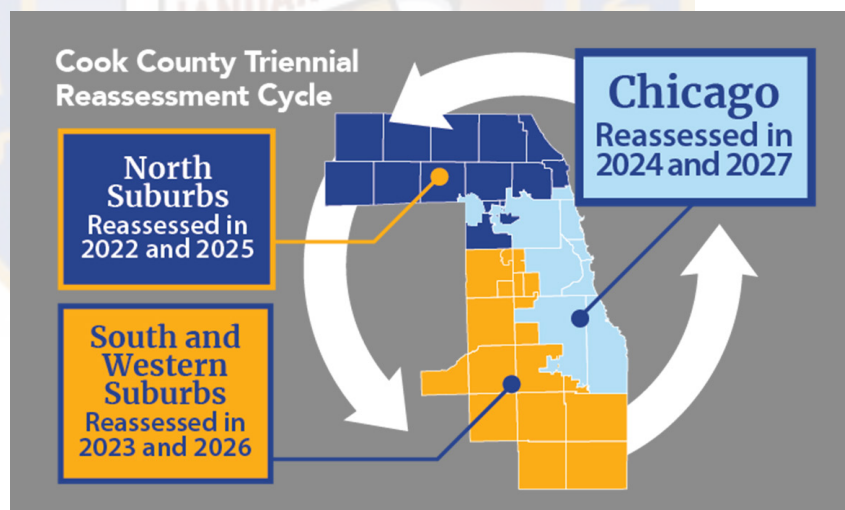 Cook County Triennial
Reassessment Cycle
North
Suburbs
Reassessed in
2022 and 2025
South and
Western
Suburbs
Reassessed in
2023 and 2026
Chicago
Reassessed in
2024 and 2027